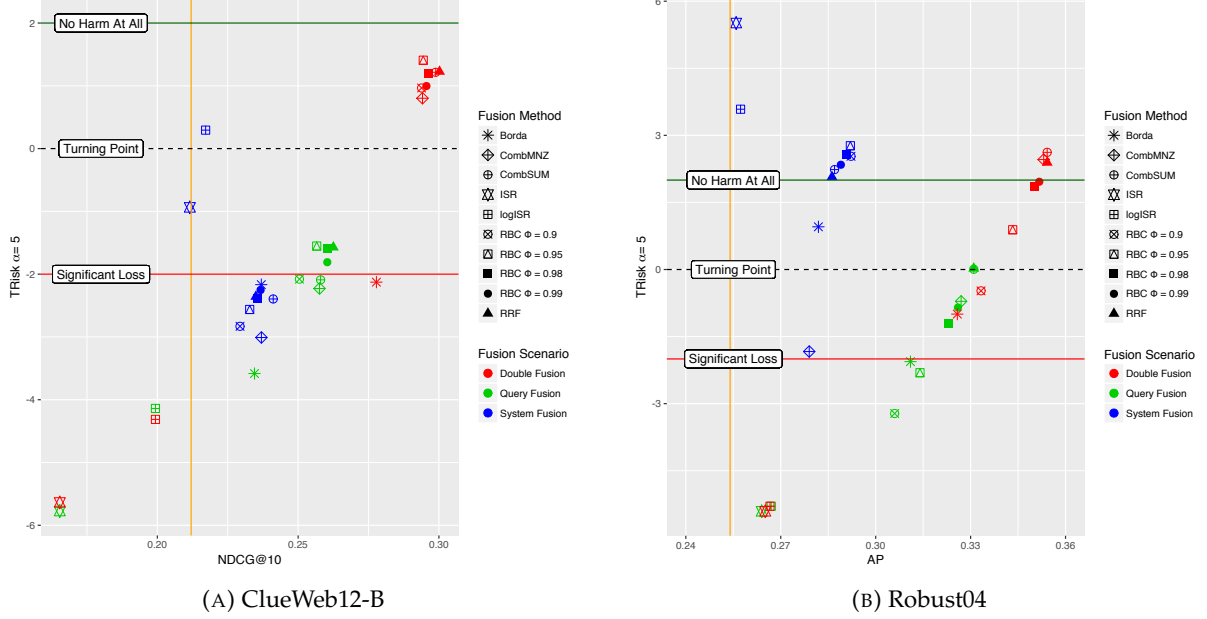 2
0
-2
-4
-6
TRisk α= 5
No Harm At All
Turning Point
Significant Loss
0.20
0.25
0.30
NDCG@10
Fusion Method
Borda
CombMNZ
CombSUM
ISR
logISR
RBC Φ = 0.9
RBC Φ = 0.95
RBC Φ = 0.98
RBC Φ = 0.99
RRF
Fusion Scenario
Double Fusion
Query Fusion
System Fusion
(A) ClueWeb12-B
6
3
0
-3
TRisk α= 5
No Harm At All
Turning Point
Significant Loss
0.24
0.27
0.30
0.33
0.36
AP
Fusion Method
Borda
CombMNZ
CombSUM
ISR
logISR
RBC Φ = 0.9
RBC Φ = 0.95
RBC Φ = 0.98
RBC Φ = 0.99
RRF
Fusion Scenario
Double Fusion
Query Fusion
System Fusion
(B) Robust04